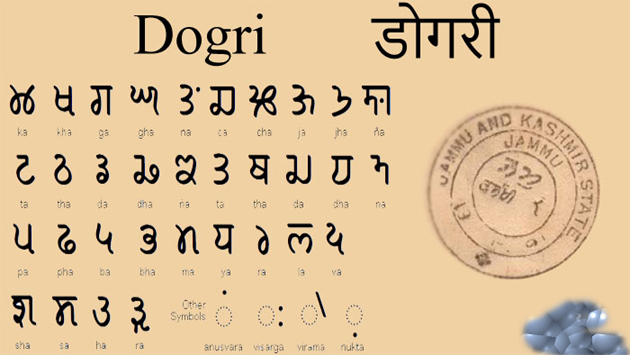 Dogri डोगरी
𑠊 𑠋 𑠌 𑠍 𑠎 𑠏 𑠐 𑠑 𑠒 𑠓
ka kha ga gha na ca cha ja jha ña
𑠔 𑠕 𑠖 𑠗 𑠘 𑠙 𑠚 𑠛 𑠜 𑠝
ta tha da dha na ta tha da dha na
𑠞 𑠟 𑠠 𑠡 𑠢 𑠣 𑠤 𑠥 𑠦
pa pha ba bha ma ya ra la va
𑠧 𑠩 𑠪 𑠫
sha sa ha ra
Other
Symbols
anusvara visarga virama nukta
JAMMU AND KASHMIR STATE
JAMMU